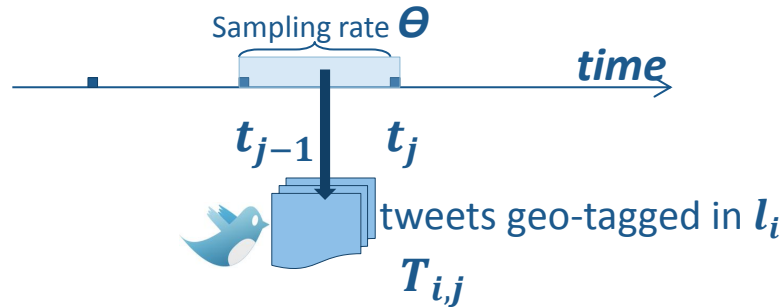 Sampling rate Θ
time
t_{j−1} t_j
tweets geo-tagged in l_i
T_{i,j}